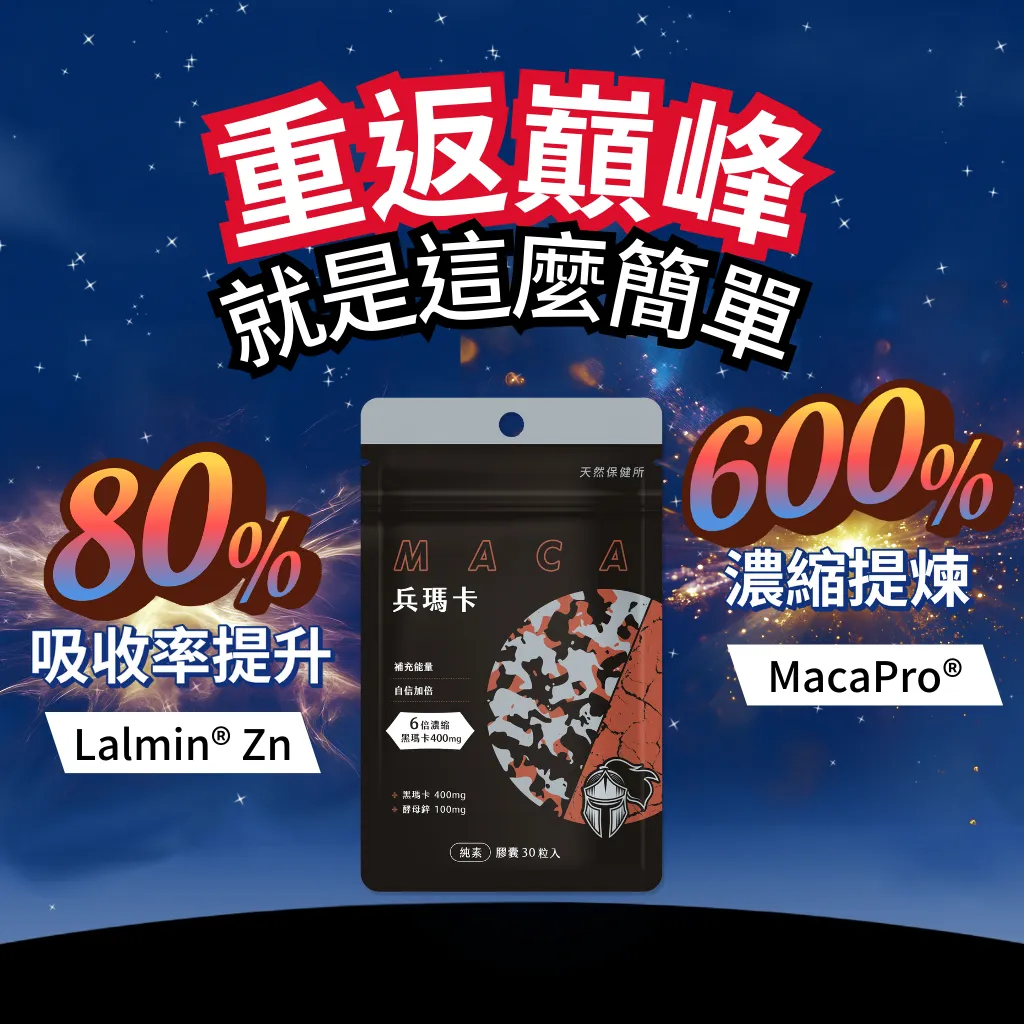 重返巔峰
就是這麼簡單
80%
吸收率提升
Lalmin® Zn
600%
濃縮提煉
MacaPro®
天然保健所
MACA
兵瑪卡
補充能量
自信加倍
6倍濃縮
黑瑪卡400mg
黑瑪卡 400mg
酵母鋅 100mg
純素 膠囊30粒入